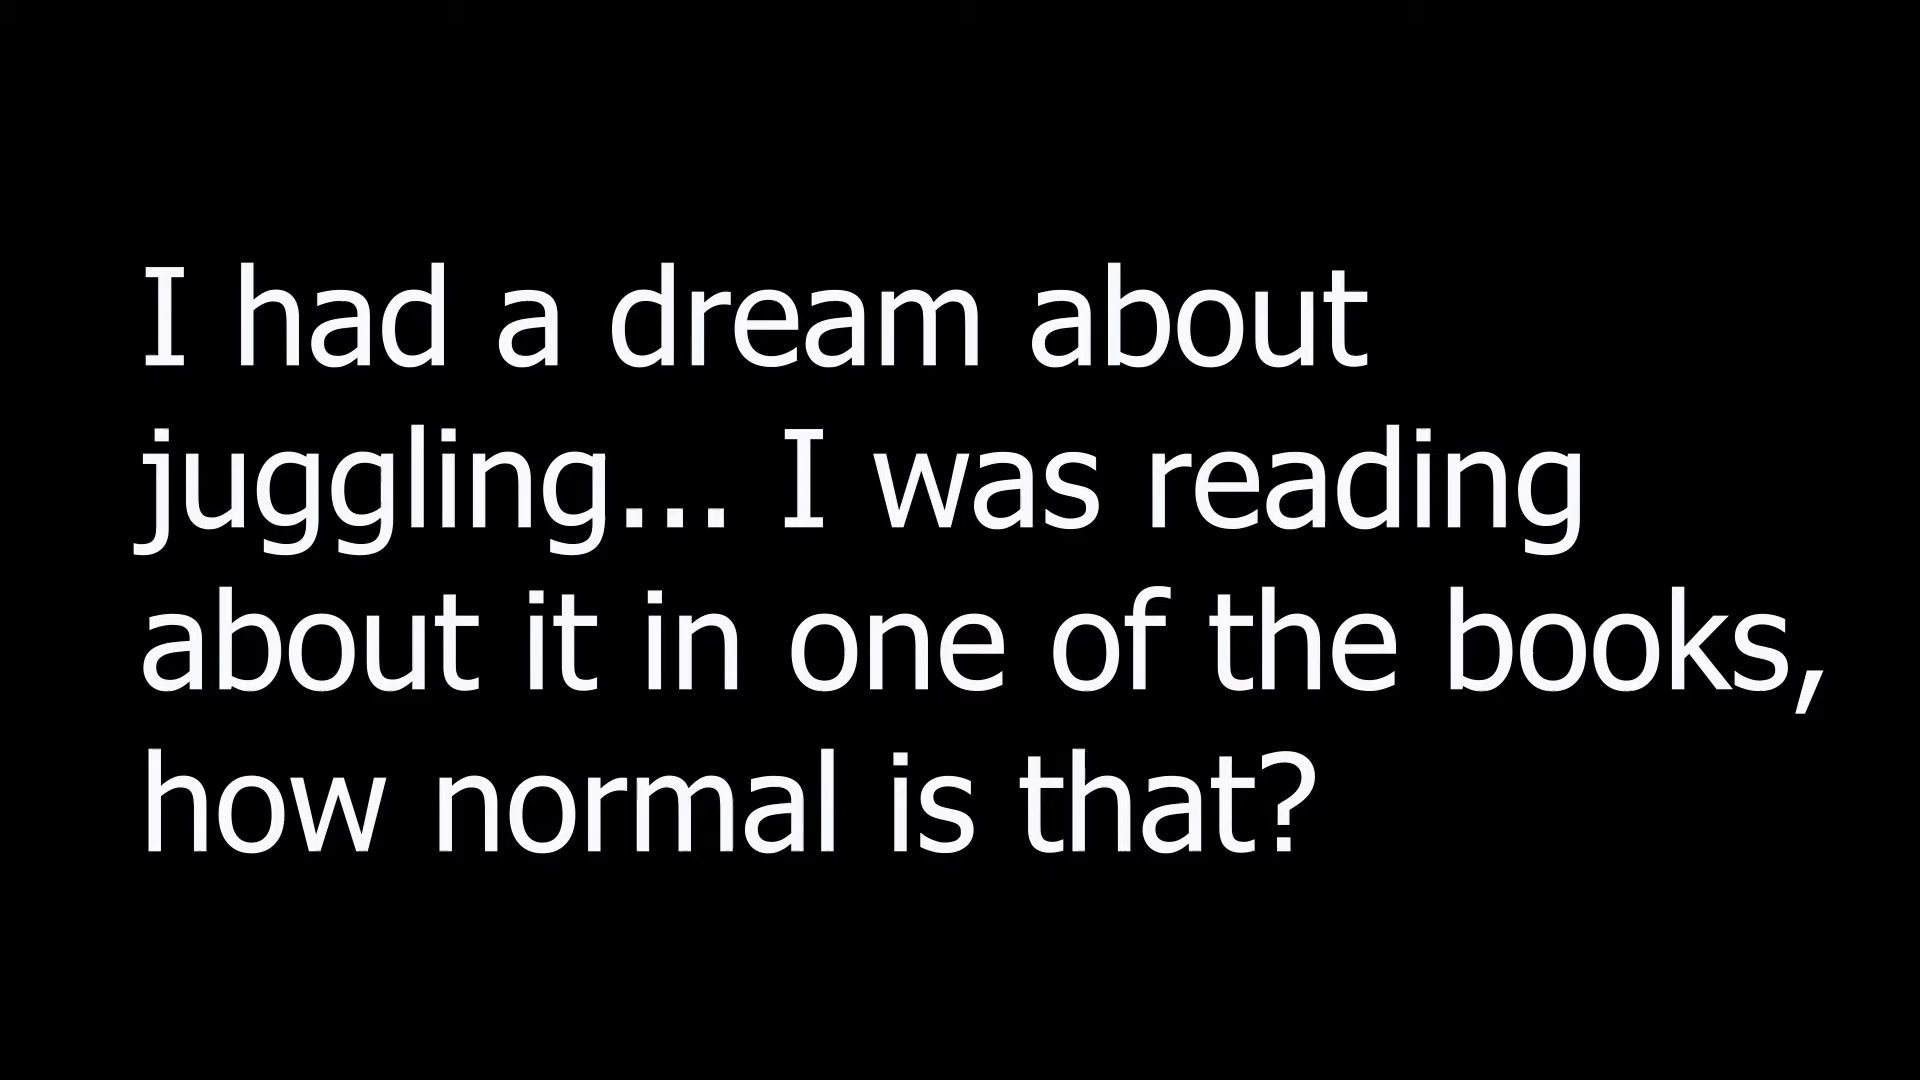 I had a dream about
juggling... I was reading
about it in one of the books,
how normal is that?